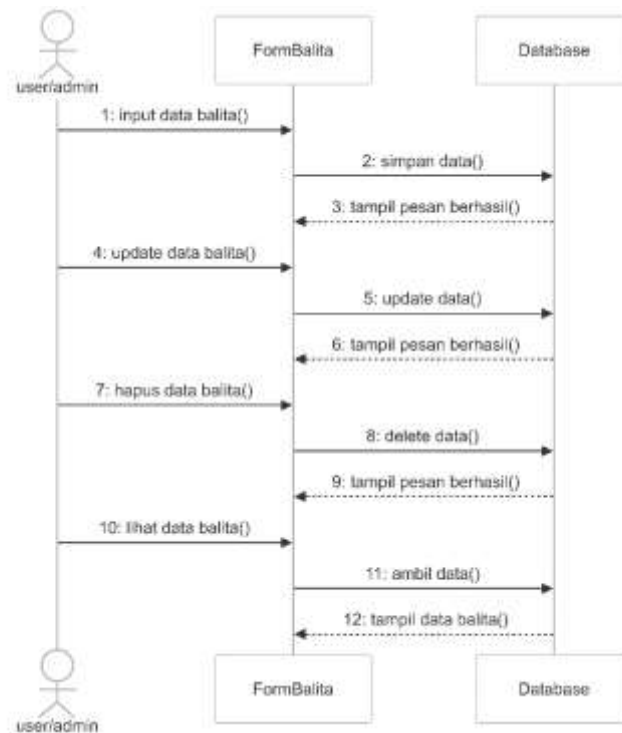 FormBalita
Database
user/admin
1: input data balita()
2: simpan data()
3: tampil pesan berhasil()
4: update data balita()
5: update data()
6: tampil pesan berhasil()
7: hapus data balita()
8: delete data()
9: tampil pesan berhasil()
10: lihat data balita()
11: ambil data()
12: tampil data balita()
FormBalita
Database
user/admin